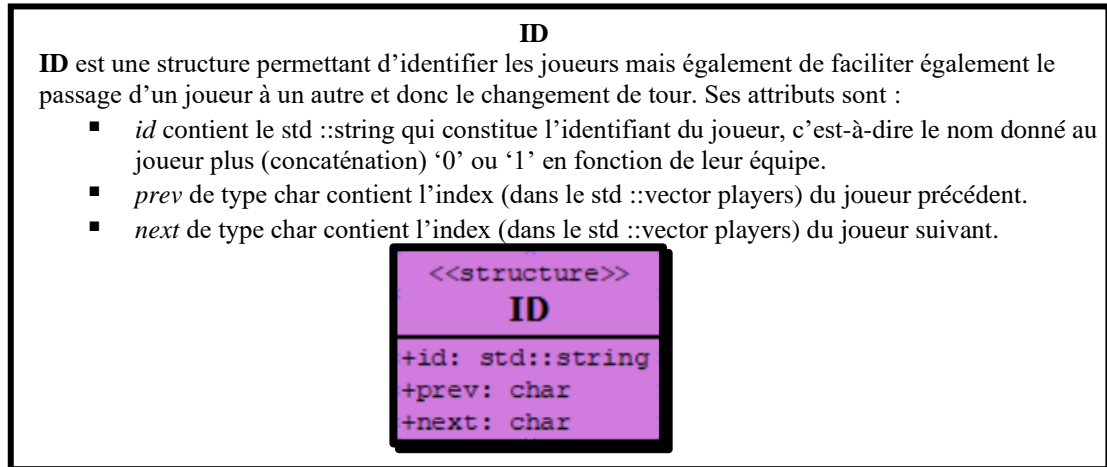 ID
ID est une structure permettant d’identifier les joueurs mais également de faciliter également le
passage d’un joueur à un autre et donc le changement de tour. Ses attributs sont :
▪ id contient le std ::string qui constitue l’identifiant du joueur, c’est-à-dire le nom donné au
joueur plus (concaténation) ‘0’ ou ‘1’ en fonction de leur équipe.
▪ prev de type char contient l’index (dans le std ::vector players) du joueur précédent.
▪ next de type char contient l’index (dans le std ::vector players) du joueur suivant.
<<structure>>
ID
+id: std::string
+prev: char
+next: char